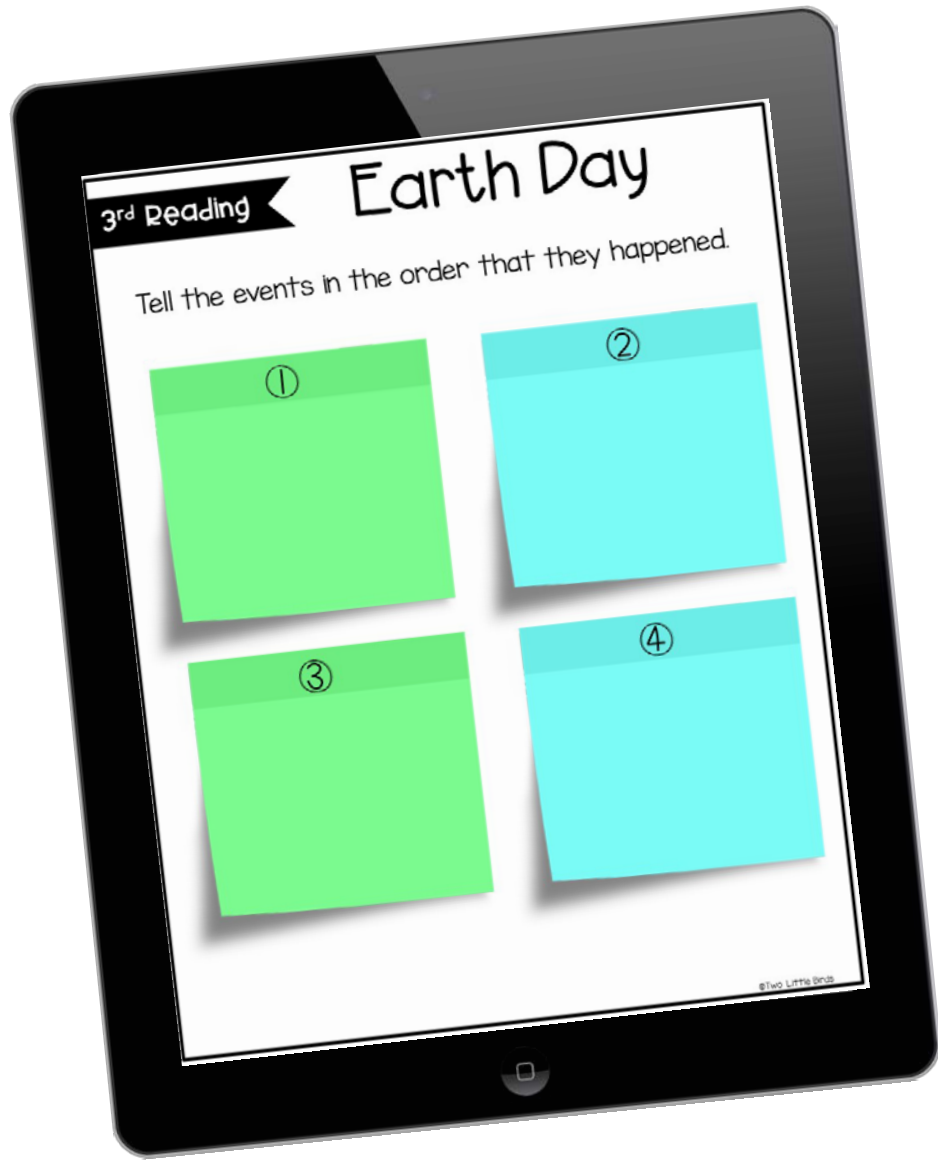 3rd Reading
Earth Day
Tell the events in the order that they happened.
①
②
③
④
©Two Little Birds